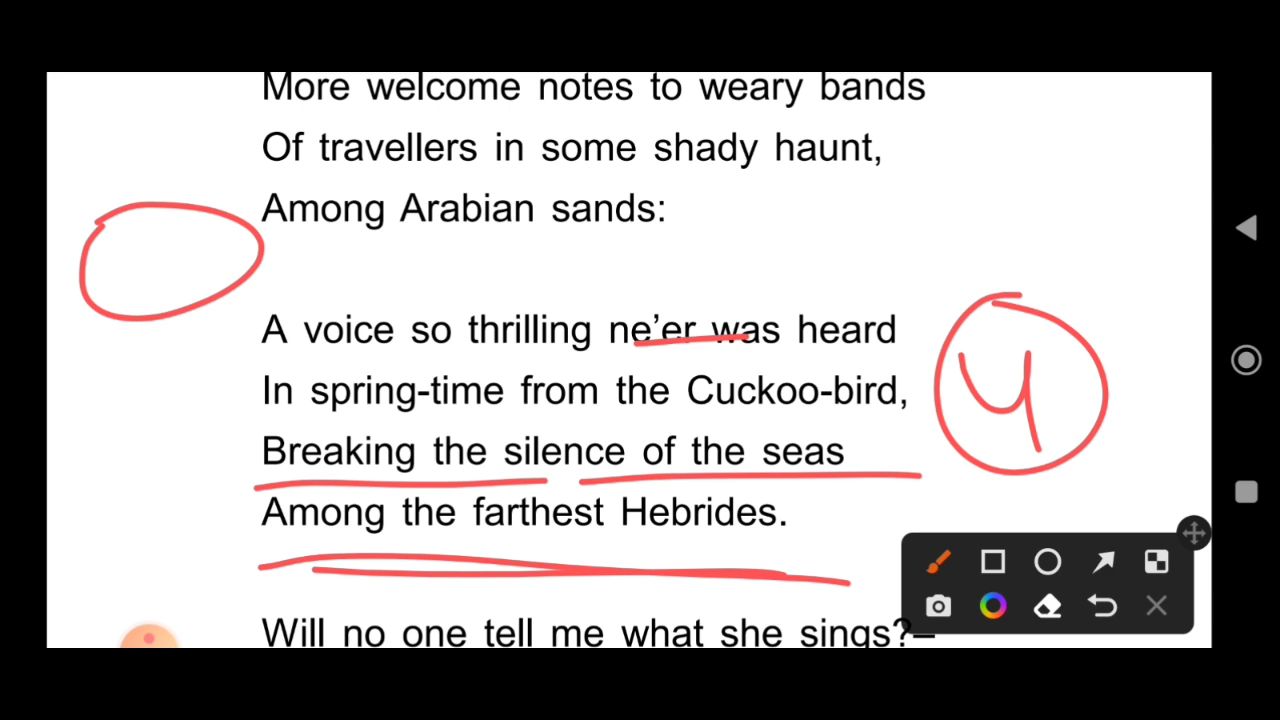 More welcome notes to weary bands
Of travellers in some shady haunt,
Among Arabian sands:
A voice so thrilling ne’er was heard
In spring-time from the Cuckoo-bird,
Breaking the silence of the seas
Among the farthest Hebrides.
4
Will no one tell me what she sings?–